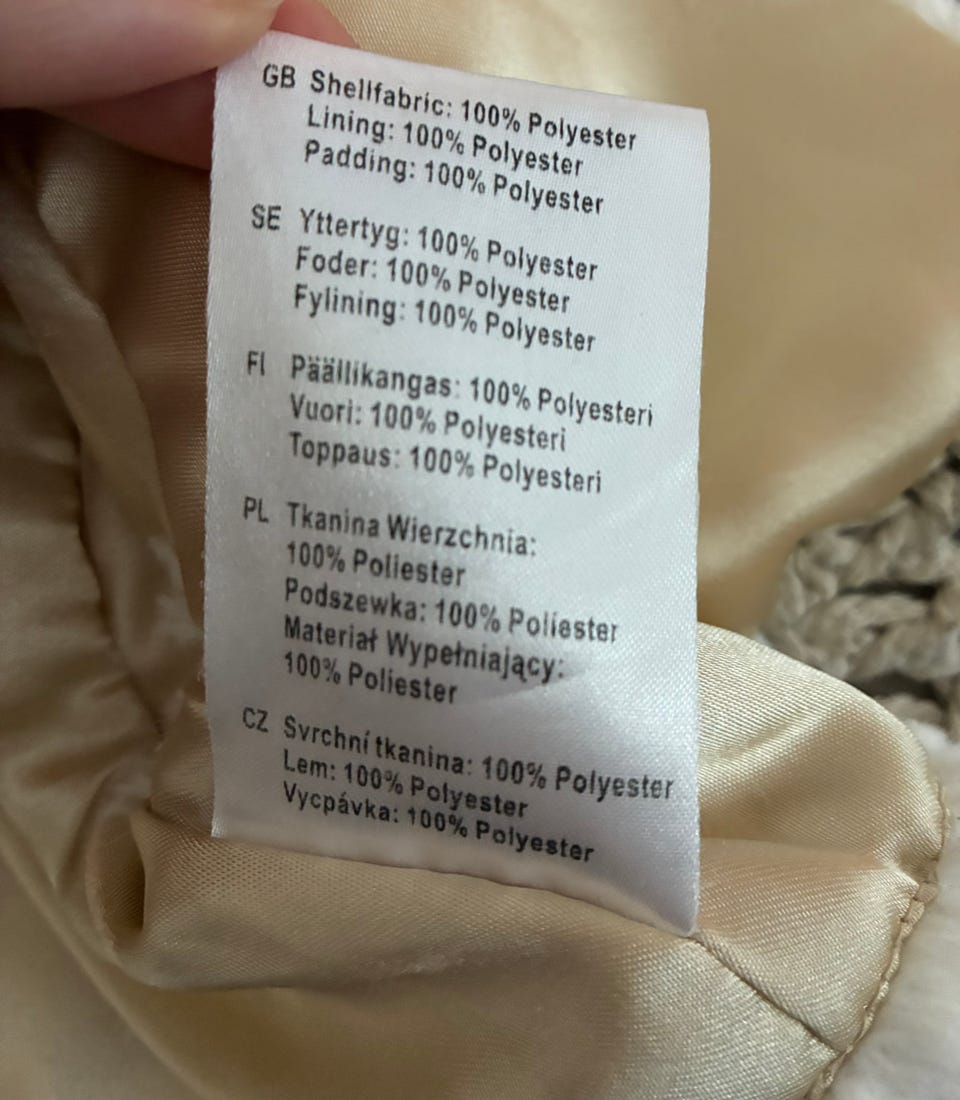 GB Shellfabric: 100% Polyester
Lining: 100% Polyester
Padding: 100% Polyester
SE Yttertyg: 100% Polyester
Foder: 100% Polyester
Fylining: 100% Polyester
FI Päällikangas: 100% Polyesteri
Vuori: 100% Polyesteri
Toppaus: 100% Polyesteri
PL Tkanina Wierzchnia:
100% Poliester
Podszewka: 100% Poliester
Materiał Wypełniający:
100% Poliester
CZ Svrchní tkanina: 100% Polyester
Lem: 100% Polyester
Vycpávka: 100% Polyester